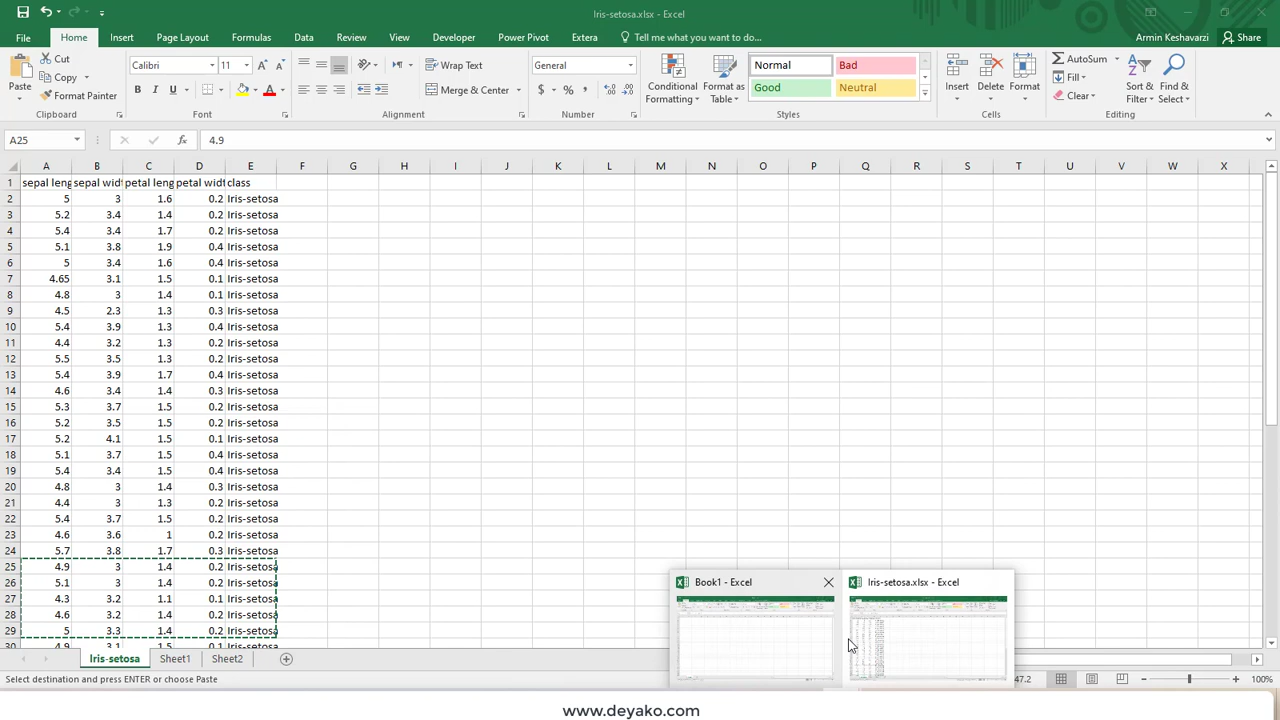 Iris-setosa.xlsx - Excel
File Home Insert Page Layout Formulas Data Review View Developer Power Pivot Extera Tell me what you want to do... Armin Keshavarzi Share
Paste Cut Copy Format Painter
Calibri 11
B I U
Wrap Text
Merge & Center
General
$ % ,
Conditional Formatting
Format as Table
Normal Bad
Good Neutral
Insert Delete Format
AutoSum
Fill
Clear
Sort & Filter
Find & Select
Clipboard Font Alignment Number Styles Cells Editing
A25 fx 4.9
A B C D E F G H I J K L M N O P Q R S T U V W X
1 sepal leng sepal widt petal leng petal widt class
2 5 3 1.6 0.2 Iris-setosa
3 5.2 3.4 1.4 0.2 Iris-setosa
4 5.4 3.4 1.7 0.2 Iris-setosa
5 5.1 3.8 1.9 0.4 Iris-setosa
6 5 3.4 1.6 0.4 Iris-setosa
7 4.65 3.1 1.5 0.1 Iris-setosa
8 4.8 3 1.4 0.1 Iris-setosa
9 4.5 2.3 1.3 0.3 Iris-setosa
10 5.4 3.9 1.3 0.4 Iris-setosa
11 4.4 3.2 1.3 0.2 Iris-setosa
12 5.5 3.5 1.3 0.2 Iris-setosa
13 5.4 3.9 1.7 0.4 Iris-setosa
14 4.6 3.4 1.4 0.3 Iris-setosa
15 5.3 3.7 1.5 0.2 Iris-setosa
16 5.2 3.5 1.5 0.2 Iris-setosa
17 5.2 4.1 1.5 0.1 Iris-setosa
18 5.1 3.7 1.5 0.4 Iris-setosa
19 5.4 3.4 1.5 0.4 Iris-setosa
20 4.8 3 1.4 0.3 Iris-setosa
21 4.4 3 1.3 0.2 Iris-setosa
22 5.4 3.7 1.5 0.2 Iris-setosa
23 4.6 3.6 1 0.2 Iris-setosa
24 5.7 3.8 1.7 0.3 Iris-setosa
25 4.9 3 1.4 0.2 Iris-setosa
26 5.1 3 1.4 0.2 Iris-setosa
27 4.3 3.2 1.1 0.1 Iris-setosa
28 4.6 3.2 1.4 0.2 Iris-setosa
29 5 3.3 1.4 0.2 Iris-setosa
30 4.9 3.1 1.5 0.1 Iris-setosa
Book1 - Excel
Iris-setosa.xlsx - Excel
Iris-setosa Sheet1 Sheet2
Select destination and press ENTER or choose Paste 47.2 100%
www.deyako.com